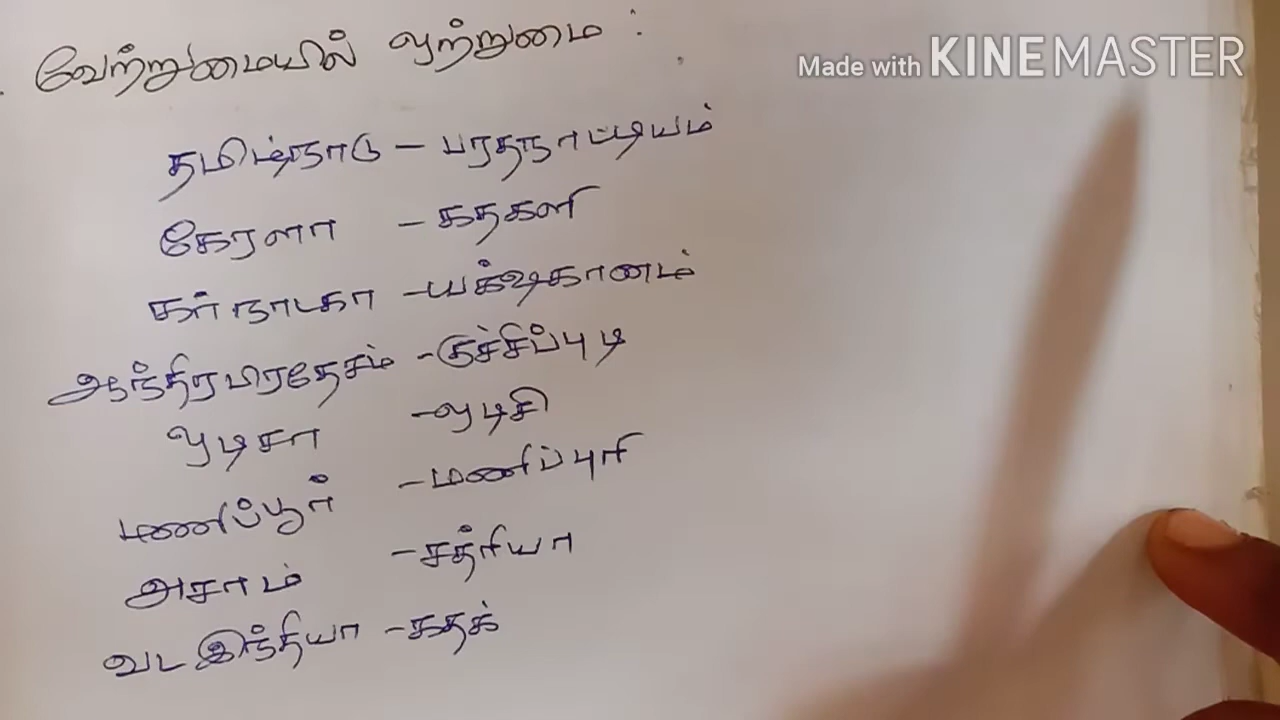 வேற்றுமையில் ஒற்றுமை :
Made with KINEMASTER
தமிழ்நாடு – பரதநாட்டியம்
கேரளா – கதகளி
கர்நாடகா – யக்ஷகானம்
ஆந்திரபிரதேசம் – குச்சிப்புடி
ஒடிசா – ஒடிசி
மணிப்பூர் – மணிப்புரி
அசாம் – சத்ரியா
வட இந்தியா – கதக்